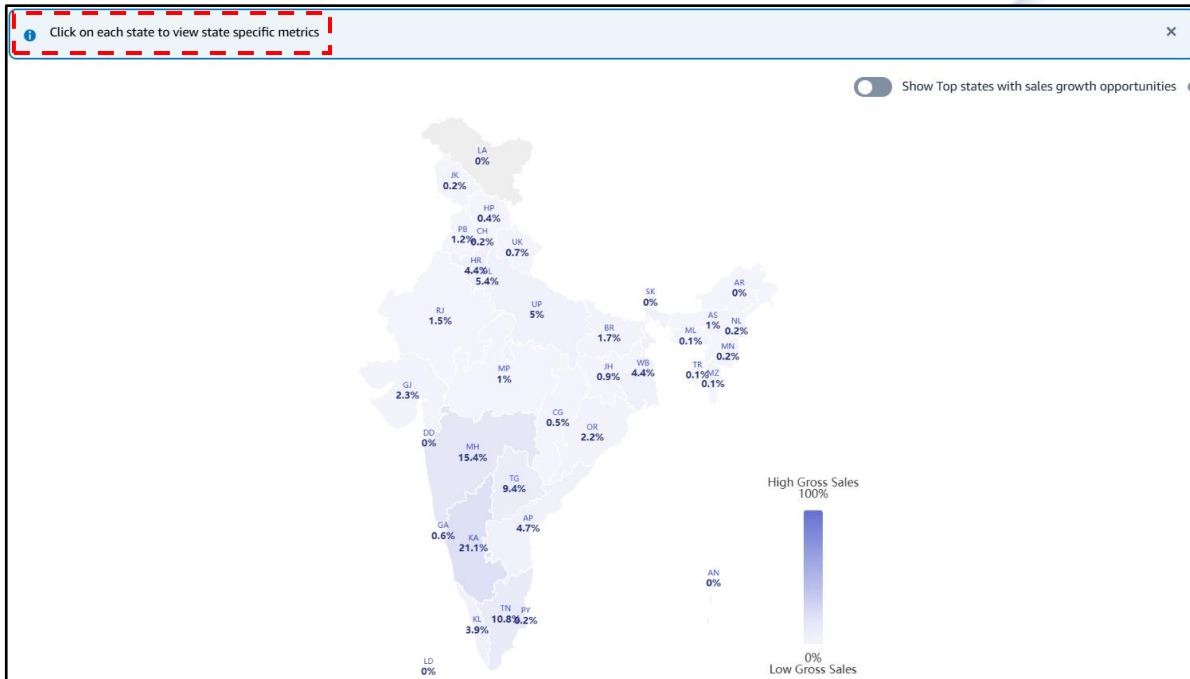 Click on each state to view state specific metrics
Show Top states with sales growth opportunities
LA
0%
JK
0.2%
HP
0.4%
PB
1.2%
CH
0.2%
UK
0.7%
HR
4.4%
5.4%
RJ
1.5%
UP
5%
SK
0%
AR
0%
AS
1%
NL
0.2%
BR
1.7%
ML
0.1%
MN
0.2%
MP
1%
JH
0.9%
WB
4.4%
TR
0.1%
MZ
0.1%
GJ
2.3%
CG
0.5%
OR
2.2%
DD
0%
MH
15.4%
TG
9.4%
High Gross Sales
100%
GA
0.6%
KA
21.1%
AP
4.7%
AN
0%
KL
3.9%
TN
10.8%
PY
0.2%
LD
0%
0%
Low Gross Sales